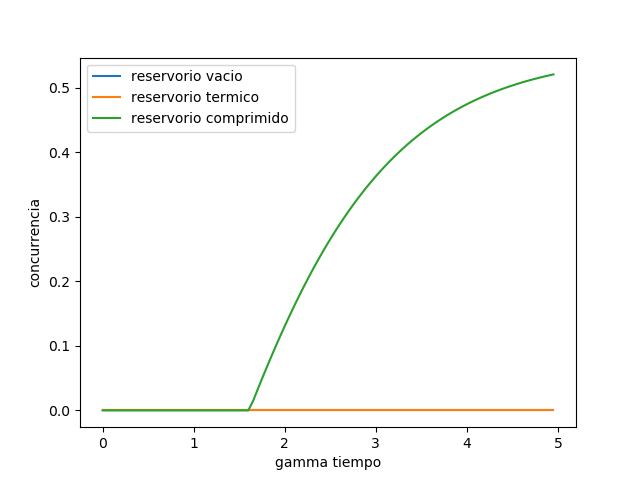 reservorio vacio
reservorio termico
reservorio comprimido
0.5
0.4
0.3
0.2
0.1
0.0
concurrencia
0 1 2 3 4 5
gamma tiempo